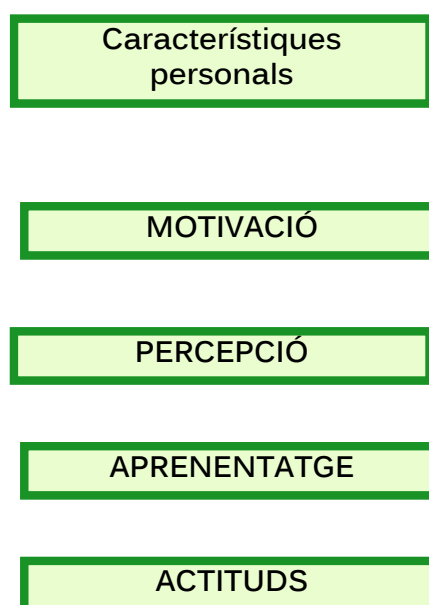 Característiques
personals
MOTIVACIÓ
PERCEPCIÓ
APRENENTATGE
ACTITUDS